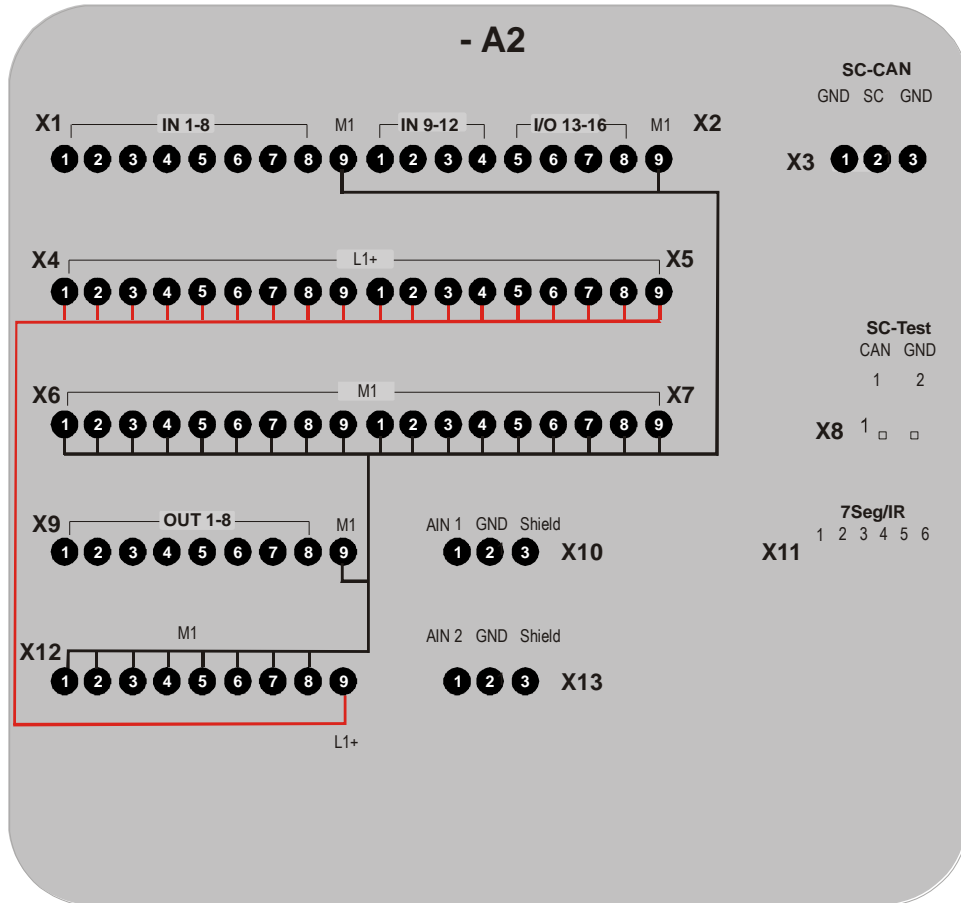 - A2
SC-CAN
GND SC GND
X1 IN 1-8 M1 IN 9-12 I/O 13-16 M1 X2
1 2 3 4 5 6 7 8 9 1 2 3 4 5 6 7 8 9
X3 1 2 3
X4 L1+ X5
1 2 3 4 5 6 7 8 9 1 2 3 4 5 6 7 8 9
SC-Test
CAN GND
1 2
X6 M1 X7
1 2 3 4 5 6 7 8 9 1 2 3 4 5 6 7 8 9
X8 1
X9 OUT 1-8 M1
1 2 3 4 5 6 7 8 9
AIN 1 GND Shield
1 2 3 X10
7Seg/IR
X11 1 2 3 4 5 6
X12 M1
1 2 3 4 5 6 7 8 9
L1+
AIN 2 GND Shield
1 2 3 X13